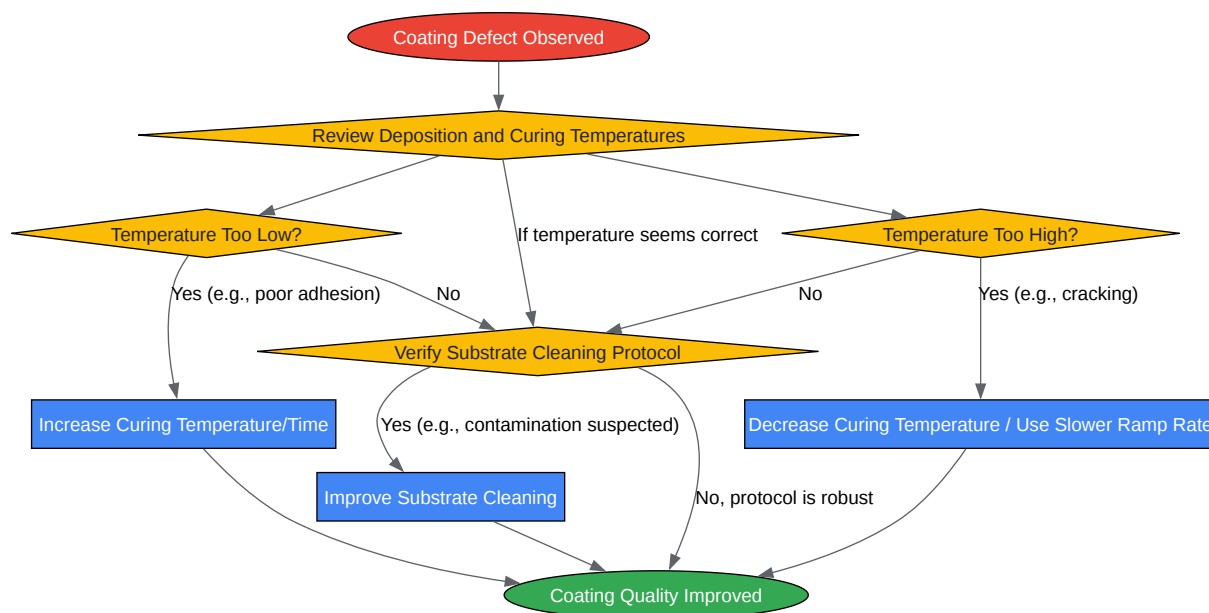 Coating Defect Observed
Review Deposition and Curing Temperatures
Temperature Too Low?
If temperature seems correct
Temperature Too High?
Yes (e.g., poor adhesion)
No
No
Yes (e.g., cracking)
Verify Substrate Cleaning Protocol
Increase Curing Temperature/Time
Yes (e.g., contamination suspected)
Decrease Curing Temperature / Use Slower Ramp Rate
Improve Substrate Cleaning
No, protocol is robust
Coating Quality Improved